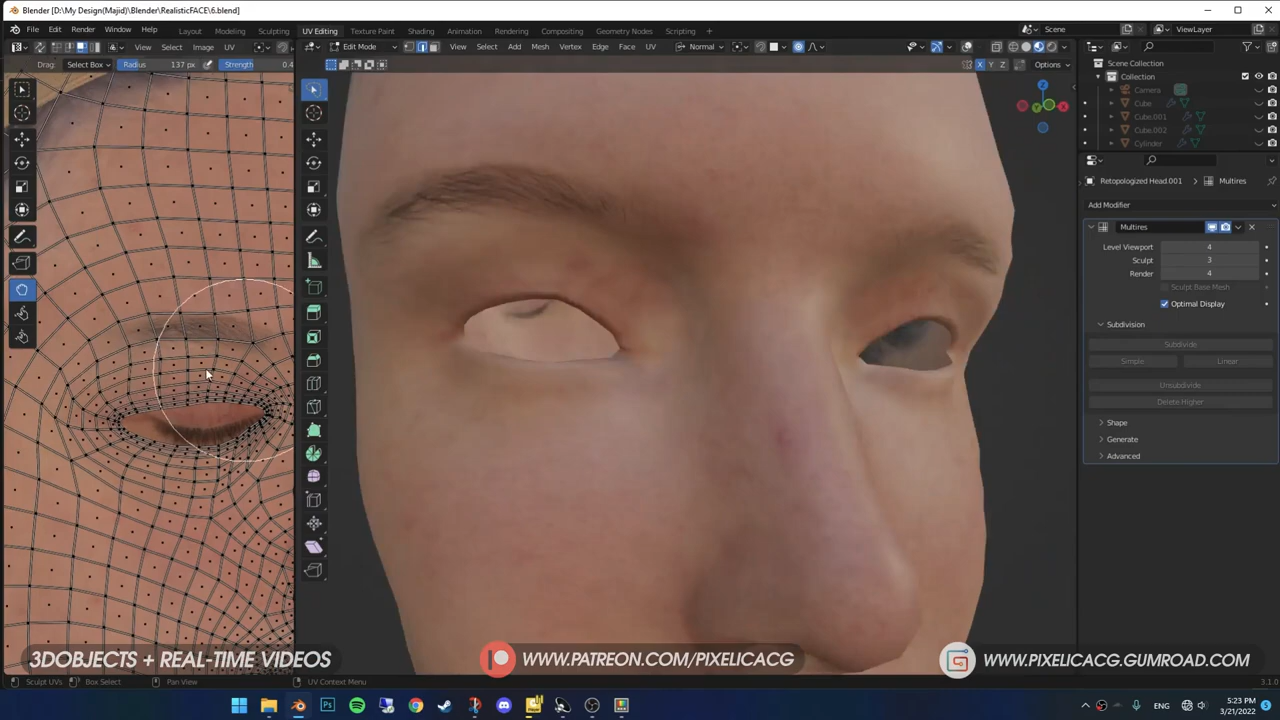 Blender [D:\My Design(Majid)\Blender\RealisticFACE\6.blend]
File Edit Render Window Help Layout Modeling Sculpting UV Editing Texture Paint Shading Animation Rendering Compositing Geometry Nodes Scripting Scene ViewLayer
View Select Image UV Edit Mode View Select Add Mesh Vertex Edge Face UV Normal
Drag: Select Box Radius 137 px Strength 0.4 X Y Z Options
Scene Collection
Collection
Camera
Cube
Cube.001
Cube.002
Cylinder
Retopologized Head.001 Multires
Add Modifier
Multires
Level Viewport 4
Sculpt 3
Render 4
Sculpt Base Mesh
Optimal Display
Subdivision
Subdivide
Simple Linear
Unsubdivide
Delete Higher
Shape
Generate
Advanced
3DOBJECTS + REAL-TIME VIDEOS WWW.PATREON.COM/PIXELICACG WWW.PIXELICACG.GUMROAD.COM
Sculpt UVs Box Select Pan View UV Context Menu 3.1.0
ENG 5:23 PM
3/21/2022